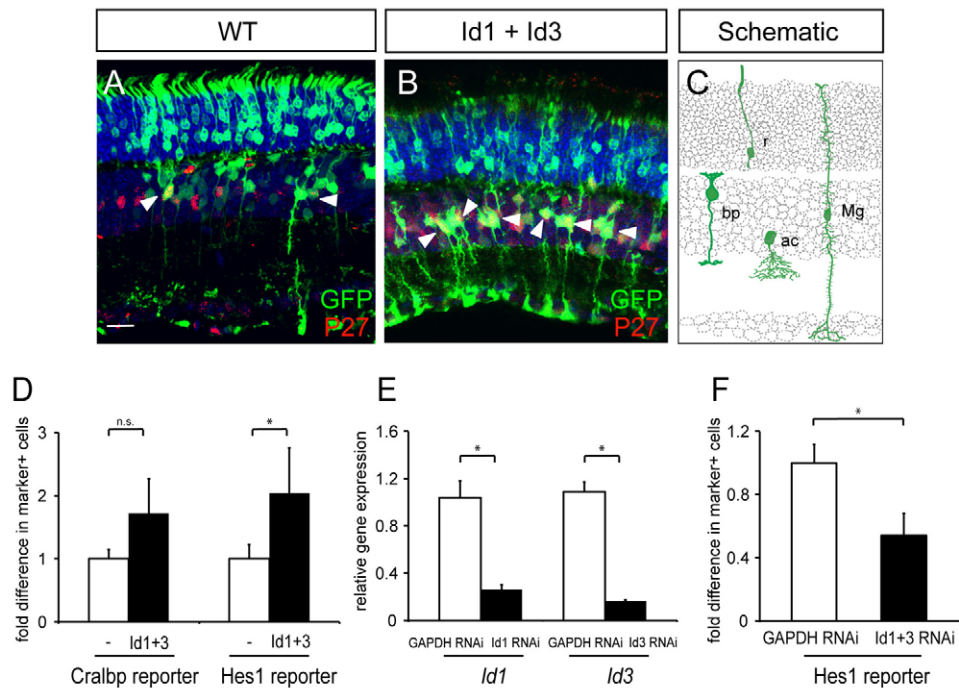 WT
Id1 + Id3
Schematic
A
GFP
P27
B
GFP
P27
C
r
bp
Mg
ac
D
fold difference in marker+ cells
3
2
1
0
n.s.
*
-
Id1+3
-
Id1+3
Cralbp reporter
Hes1 reporter
E
relative gene expression
1.6
1.2
0.8
0.4
0
*
*
GAPDH RNAi
Id1 RNAi
GAPDH RNAi
Id3 RNAi
Id1
Id3
F
fold difference in marker+ cells
1.2
0.8
0.4
0
*
GAPDH RNAi
Id1+3 RNAi
Hes1 reporter